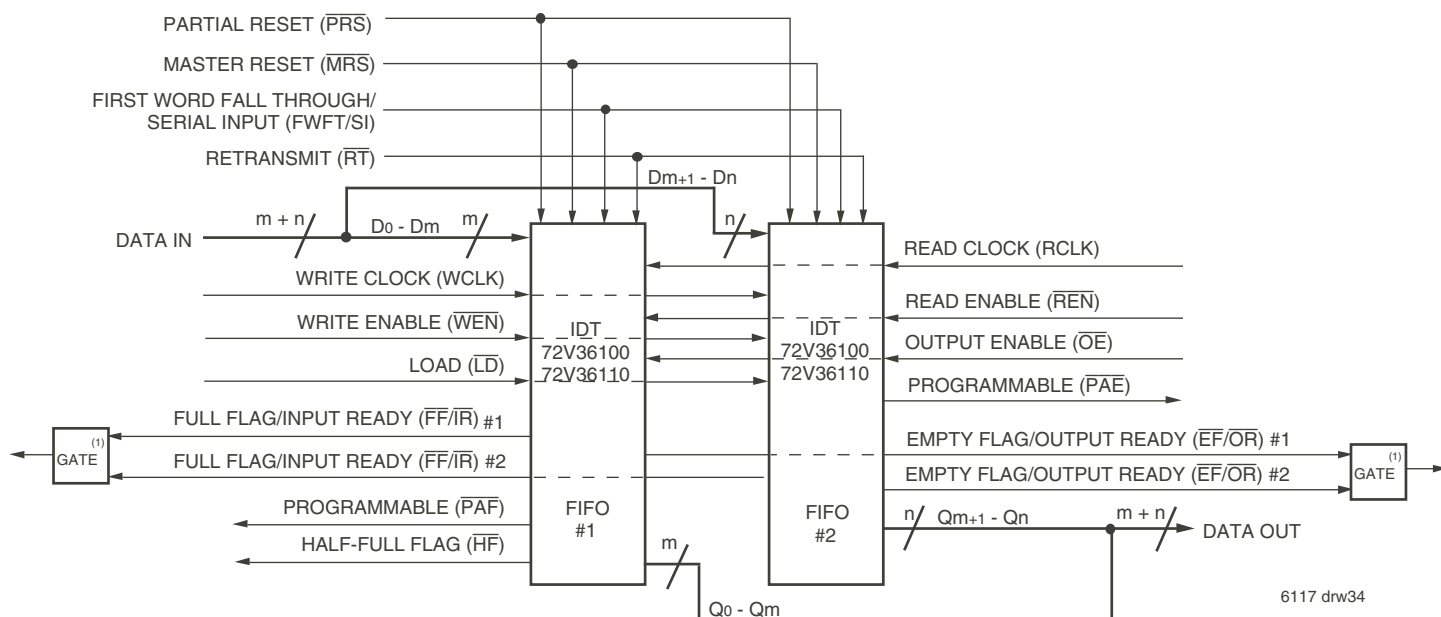 PARTIAL RESET (PRS)
MASTER RESET (MRS)
FIRST WORD FALL THROUGH/
SERIAL INPUT (FWFT/SI)
RETRANSMIT (RT)
Dm+1 - Dn
m + n
D0 - Dm
m
n
DATA IN
READ CLOCK (RCLK)
WRITE CLOCK (WCLK)
READ ENABLE (REN)
WRITE ENABLE (WEN)
IDT
72V36100
72V36110
IDT
72V36100
72V36110
OUTPUT ENABLE (OE)
LOAD (LD)
PROGRAMMABLE (PAE)
FULL FLAG/INPUT READY (FF/IR) #1
(1)
GATE
FULL FLAG/INPUT READY (FF/IR) #2
EMPTY FLAG/OUTPUT READY (EF/OR) #1
EMPTY FLAG/OUTPUT READY (EF/OR) #2
(1)
GATE
PROGRAMMABLE (PAF)
HALF-FULL FLAG (HF)
FIFO
#1
FIFO
#2
n
Qm+1 - Qn
m + n
DATA OUT
m
Q0 - Qm
6117 drw34